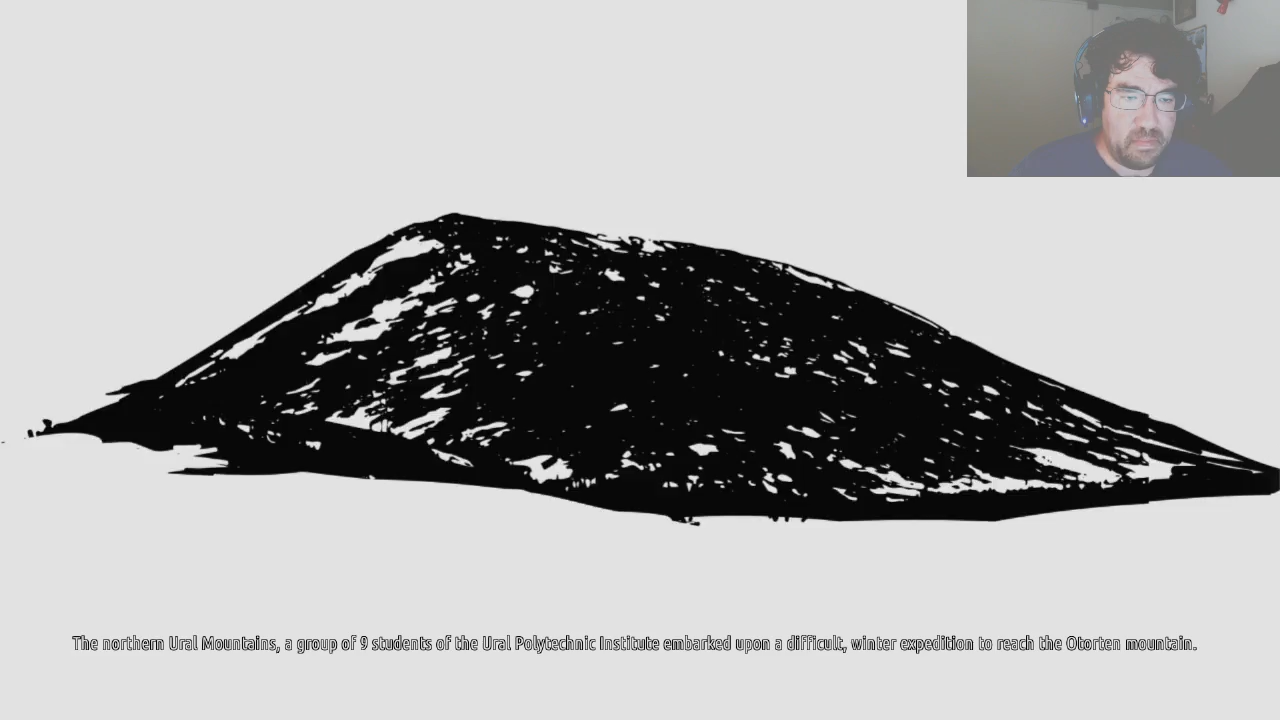 The northern Ural Mountains, a group of 9 students of the Ural Polytechnic Institute embarked upon a difficult, winter expedition to reach the Otorten mountain.